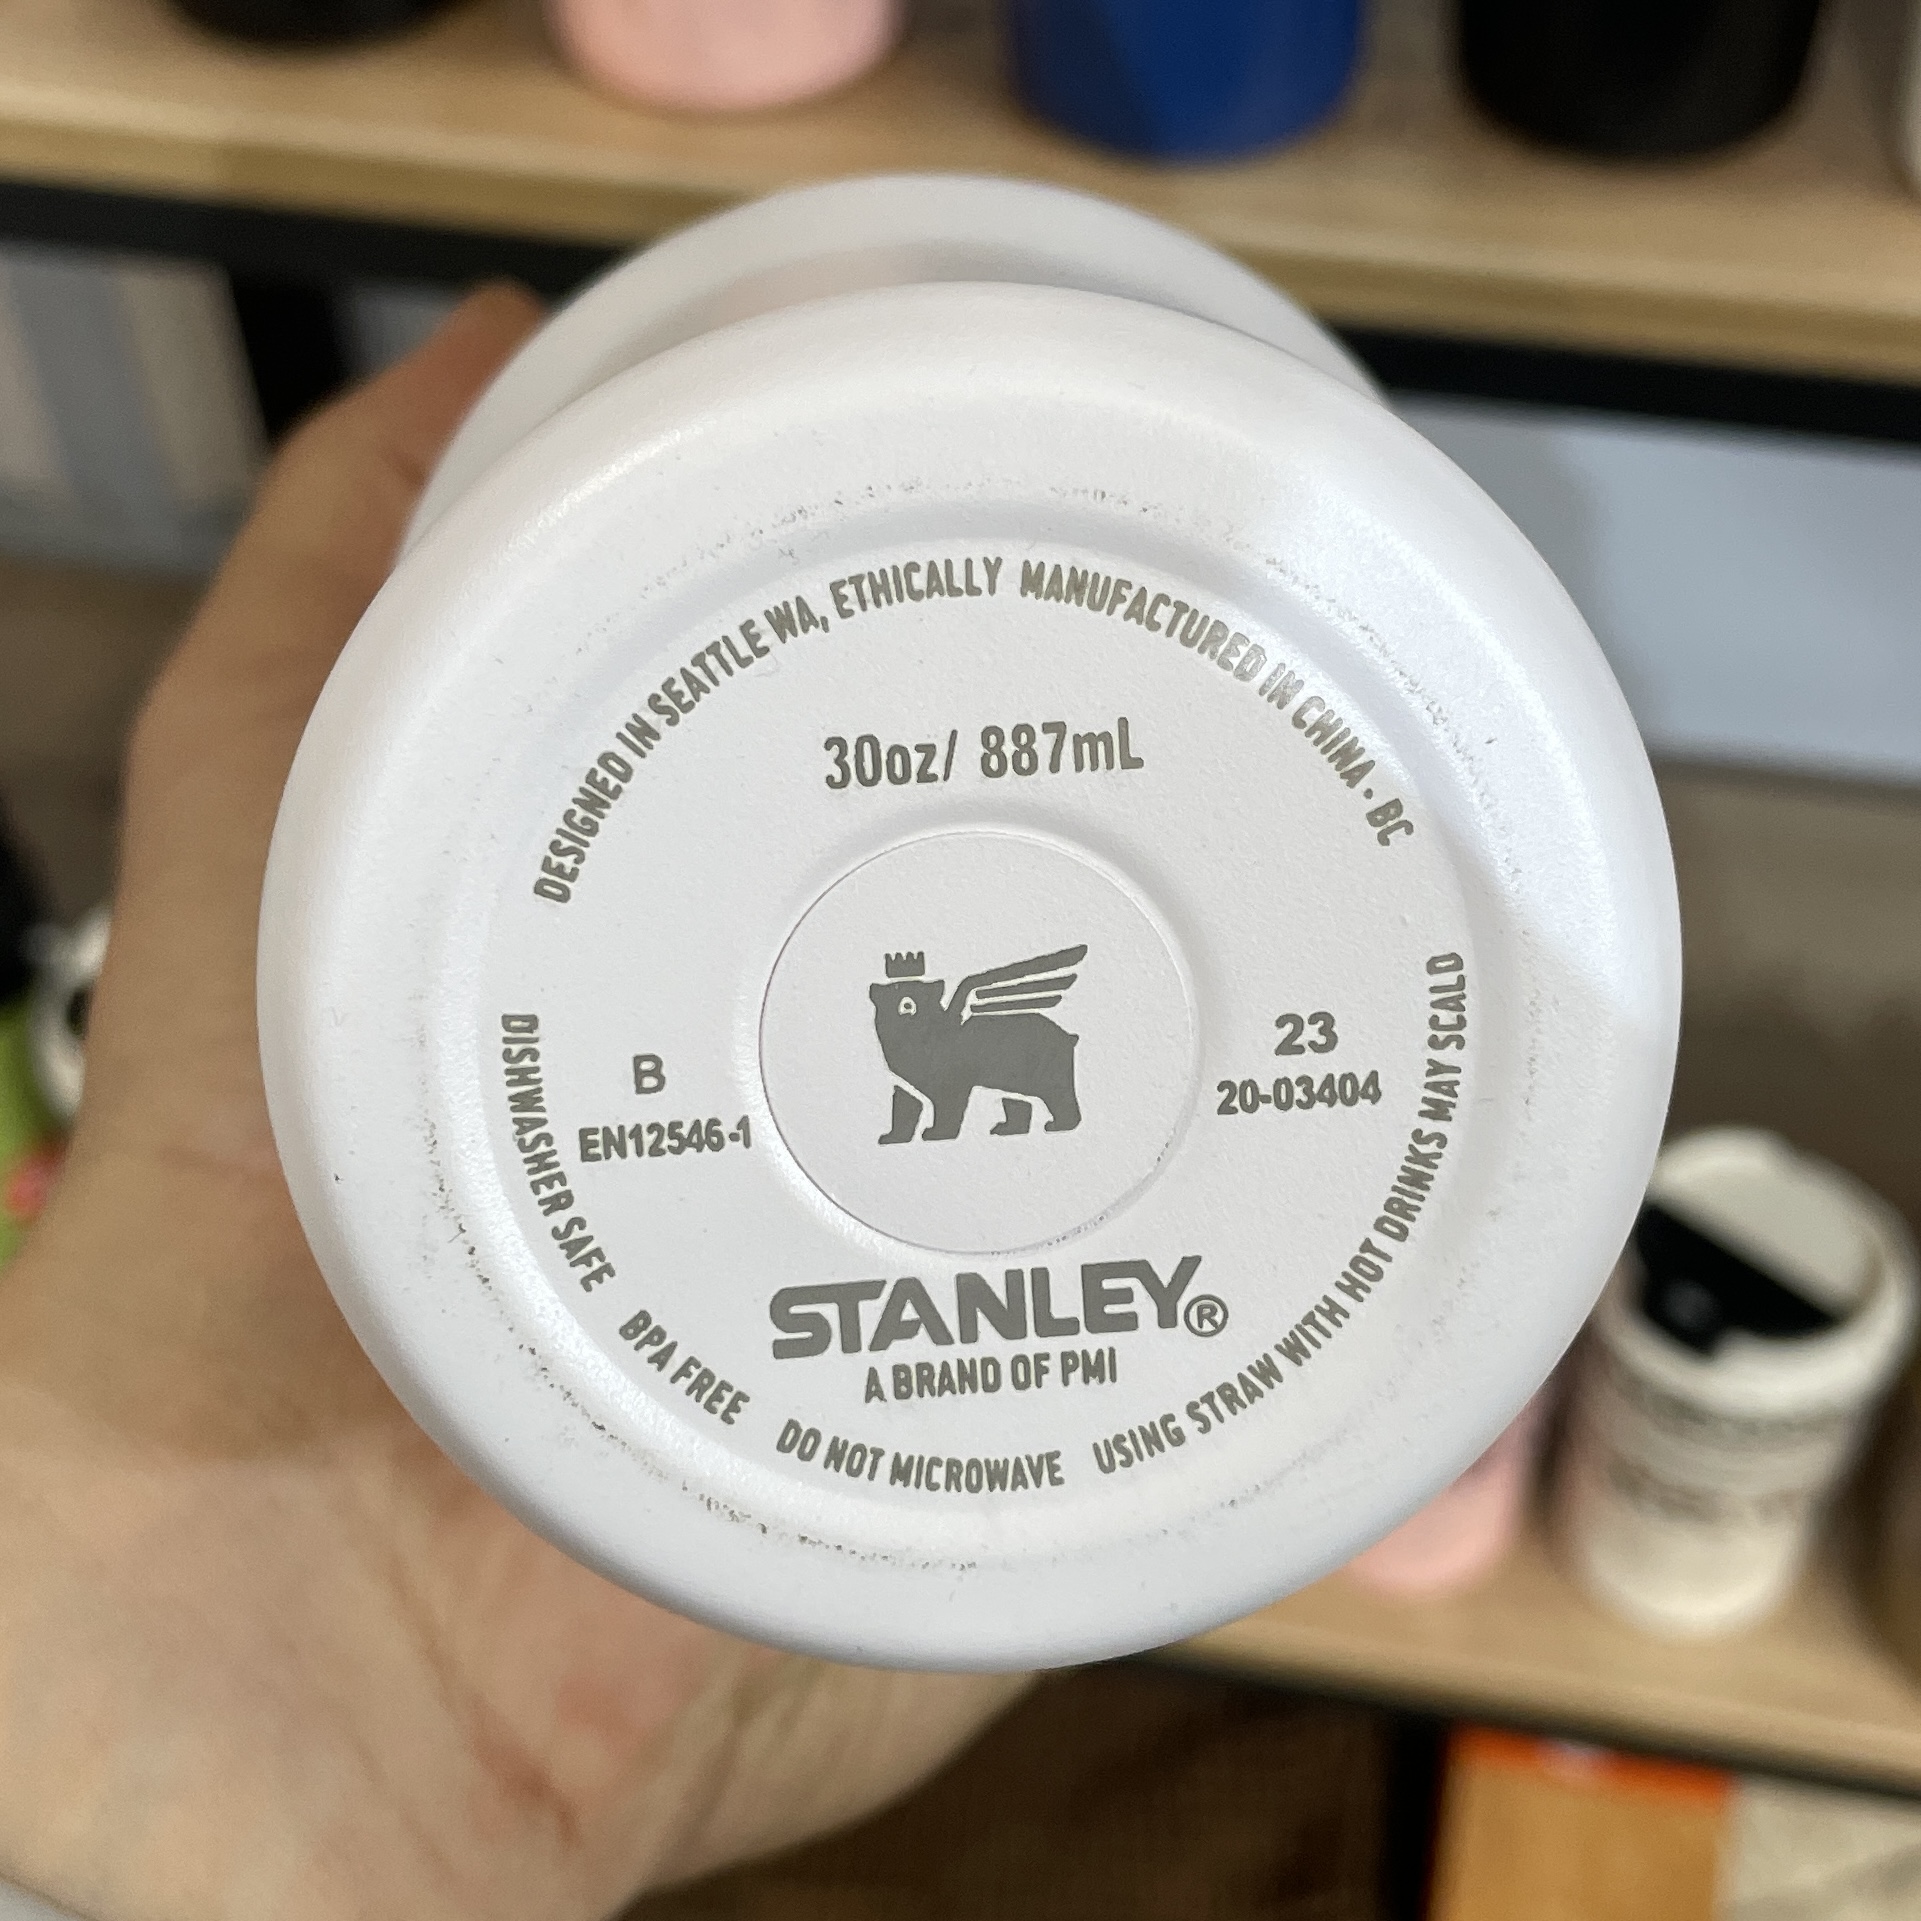 DESIGNED IN SEATTLE WA, ETHICALLY MANUFACTURED IN CHINA · BC
30oz/ 887mL
B
EN12546-1
23
20-03404
STANLEY®
A BRAND OF PMI
DISHWASHER SAFE BPA FREE DO NOT MICROWAVE USING STRAW WITH HOT DRINKS MAY SCALD